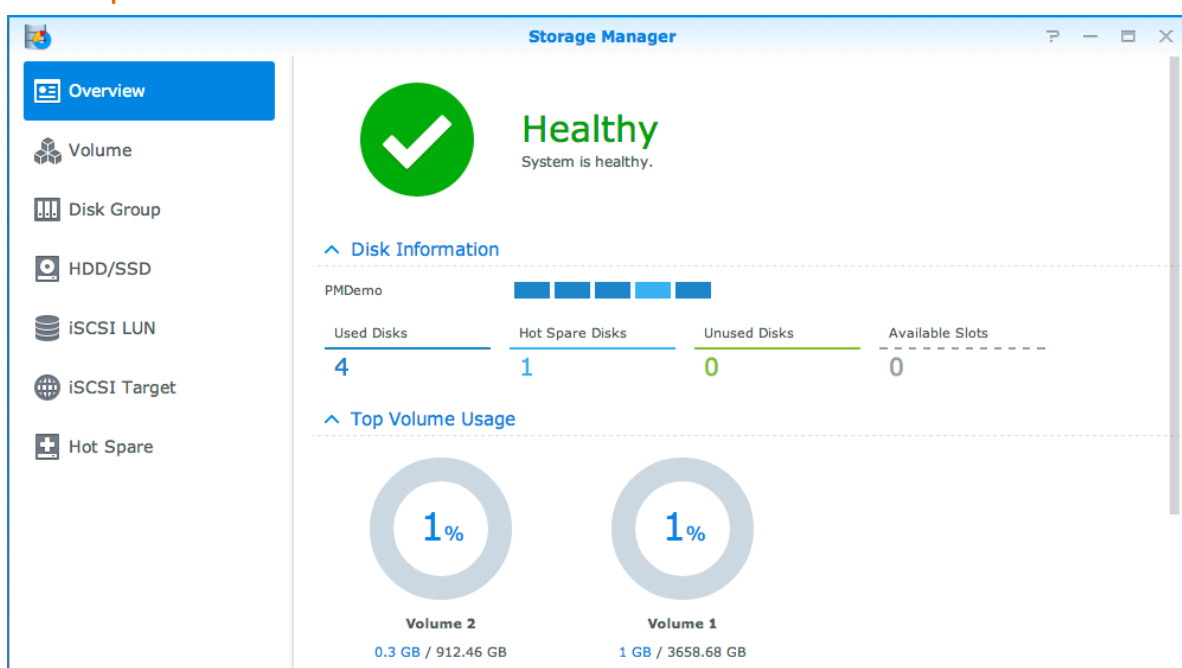 Storage Manager
Overview
Volume
Disk Group
HDD/SSD
iSCSI LUN
iSCSI Target
Hot Spare
Healthy
System is healthy.
Disk Information
PMDemo
Used Disks Hot Spare Disks Unused Disks Available Slots
4 1 0 0
Top Volume Usage
1% 1%
Volume 2 Volume 1
0.3 GB / 912.46 GB 1 GB / 3658.68 GB